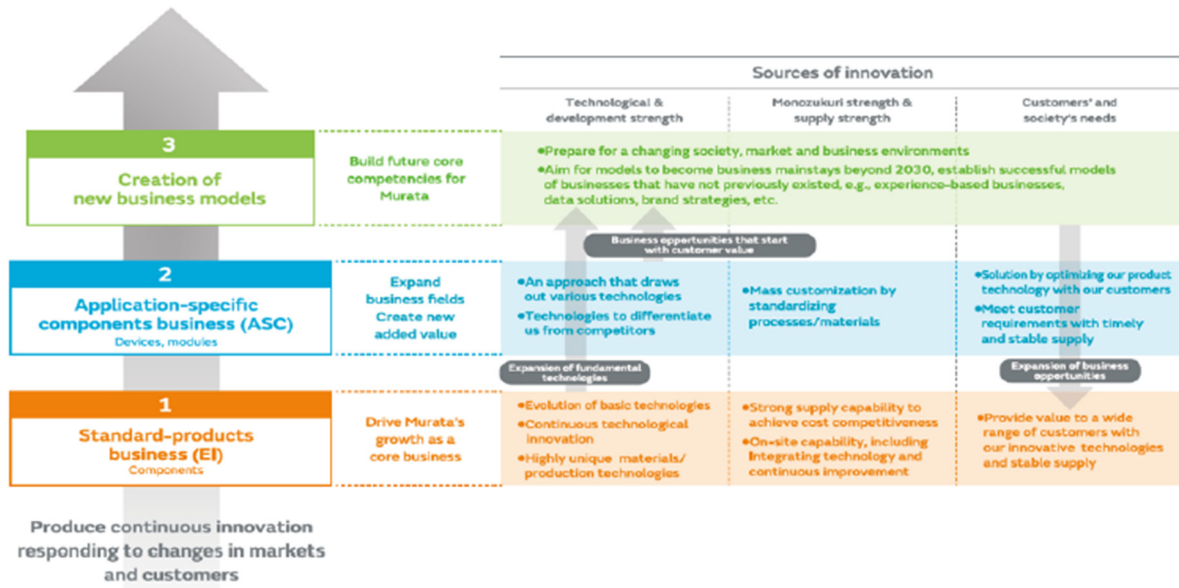 Sources of innovation
Technological &
development strength
Monozukuri strength &
supply strength
Customers' and
society's needs
3
Creation of
new business models
Build future core
competencies for
Murata
•Prepare for a changing society, market and business environments
•Aim for models to become business mainstays beyond 2030, establish successful models
of businesses that have not previously existed, e.g., experience-based businesses,
data solutions, brand strategies, etc.
Business opportunities that start
with customer value
2
Application-specific
components business (ASC)
Devices, modules
Expand
business fields
Create new
added value
•An approach that draws
out various technologies
•Technologies to differentiate
us from competitors
•Mass customization by
standardizing
processes/materials
•Solution by optimizing our product
technology with our customers
•Meet customer
requirements with timely
and stable supply
Expansion of fundamental
technologies
Expansion of business
opportunities
1
Standard-products
business (EI)
Components
Drive Murata's
growth as a
core business
•Evolution of basic technologies
•Continuous technological
innovation
•Highly unique materials/
production technologies
•Strong supply capability to
achieve cost competitiveness
•On-site capability, including
Integrating technology and
continuous improvement
•Provide value to a wide
range of customers with
our innovative technologies
and stable supply
Produce continuous innovation
responding to changes in markets
and customers